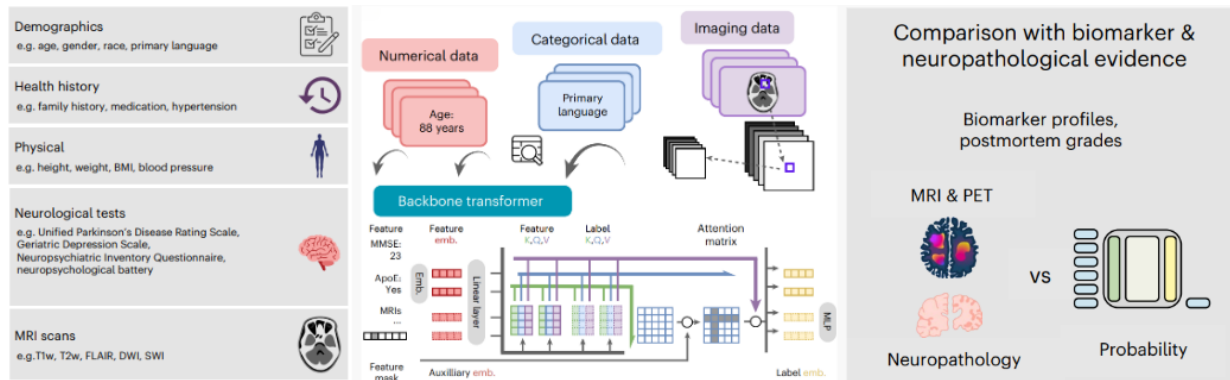 Demographics
e.g. age, gender, race, primary language
Health history
e.g. family history, medication, hypertension
Physical
e.g. height, weight, BMI, blood pressure
Neurological tests
e.g. Unified Parkinson's Disease Rating Scale,
Geriatric Depression Scale,
Neuropsychiatric Inventory Questionnaire,
neuropsychological battery
MRI scans
e.g.T1w, T2w, FLAIR, DWI, SWI
Numerical data
Age:
88 years
Categorical data
Primary
language
Imaging data
Backbone transformer
Feature
MMSE:
23
ApoE:
Yes
MRIs
...
Feature
mask
Feature
emb.
Emb.
Linear layer
Feature
K,Q,V
Label
K,Q,V
Attention
matrix
MLP
Auxilliary emb.
Label emb.
Comparison with biomarker &
neuropathological evidence
Biomarker profiles,
postmortem grades
MRI & PET
vs
Neuropathology
Probability